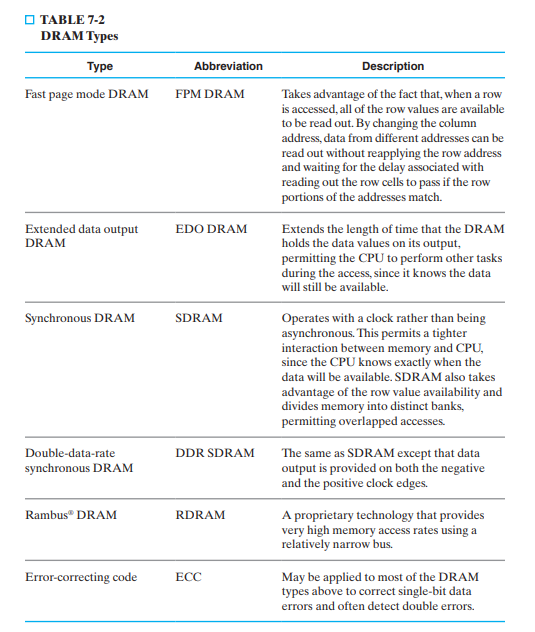 TABLE 7-2
DRAM Types
Type Abbreviation Description
Fast page mode DRAM FPM DRAM Takes advantage of the fact that, when a row
is accessed, all of the row values are available
to be read out. By changing the column
address, data from different addresses can be
read out without reapplying the row address
and waiting for the delay associated with
reading out the row cells to pass if the row
portions of the addresses match.
Extended data output EDO DRAM Extends the length of time that the DRAM
DRAM holds the data values on its output,
permitting the CPU to perform other tasks
during the access, since it knows the data
will still be available.
Synchronous DRAM SDRAM Operates with a clock rather than being
asynchronous. This permits a tighter
interaction between memory and CPU,
since the CPU knows exactly when the
data will be available. SDRAM also takes
advantage of the row value availability and
divides memory into distinct banks,
permitting overlapped accesses.
Double-data-rate DDR SDRAM The same as SDRAM except that data
synchronous DRAM output is provided on both the negative
and the positive clock edges.
Rambus® DRAM RDRAM A proprietary technology that provides
very high memory access rates using a
relatively narrow bus.
Error-correcting code ECC May be applied to most of the DRAM
types above to correct single-bit data
errors and often detect double errors.